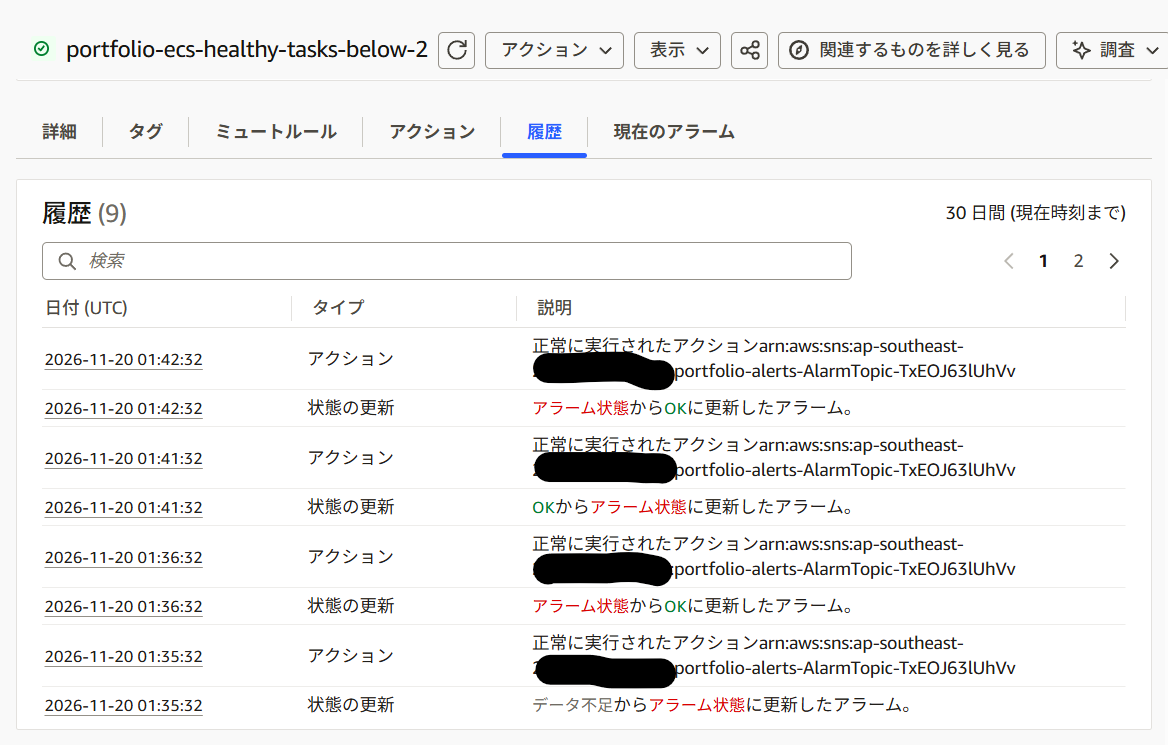 portfolio-ecs-healthy-tasks-below-2 アクション 表示 関連するものを詳しく見る 調査
詳細 タグ ミュートルール アクション 履歴 現在のアラーム
履歴 (9) 30 日間 (現在時刻まで)
検索 1 2
日付 (UTC) タイプ 説明
2026-11-20 01:42:32 アクション 正常に実行されたアクションarn:aws:sns:ap-southeast-
portfolio-alerts-AlarmTopic-TxEOJ63lUhVv
2026-11-20 01:42:32 状態の更新 アラーム状態からOKに更新したアラーム。
2026-11-20 01:41:32 アクション 正常に実行されたアクションarn:aws:sns:ap-southeast-
portfolio-alerts-AlarmTopic-TxEOJ63lUhVv
2026-11-20 01:41:32 状態の更新 OKからアラーム状態に更新したアラーム。
2026-11-20 01:36:32 アクション 正常に実行されたアクションarn:aws:sns:ap-southeast-
:portfolio-alerts-AlarmTopic-TxEOJ63lUhVv
2026-11-20 01:36:32 状態の更新 アラーム状態からOKに更新したアラーム。
2026-11-20 01:35:32 アクション 正常に実行されたアクションarn:aws:sns:ap-southeast-
portfolio-alerts-AlarmTopic-TxEOJ63lUhVv
2026-11-20 01:35:32 状態の更新 データ不足からアラーム状態に更新したアラーム。